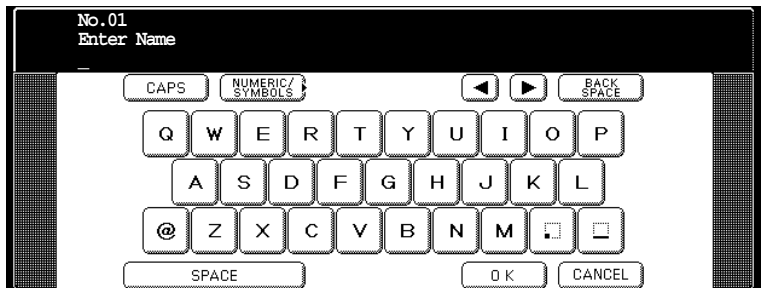 No.01
Enter Name
_
CAPS NUMERIC/ SYMBOLS ◀ ▶ BACK SPACE
Q W E R T Y U I O P
A S D F G H J K L
@ Z X C V B N M . _
SPACE OK CANCEL